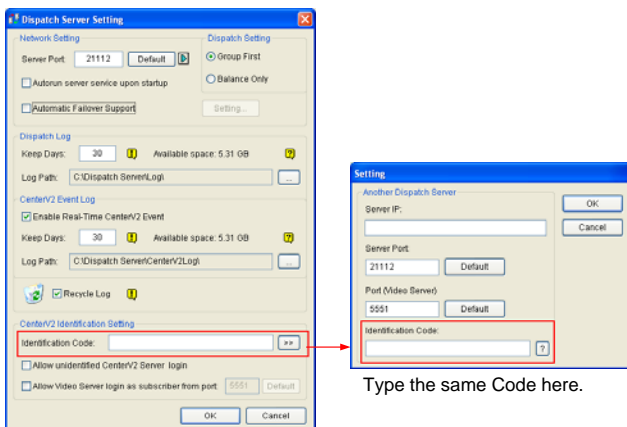 Dispatch Server Setting
Network Setting
Server Port: 21112 Default
Autorun server service upon startup
Automatic Failover Support
Dispatch Setting
Group First
Balance Only
Setting...
Dispatch Log
Keep Days: 30 Available space: 5.31 GB
Log Path: C:\Dispatch Server\Log\ ...
CenterV2 Event Log
Enable Real-Time CenterV2 Event
Keep Days: 30 Available space: 5.31 GB
Log Path: C:\Dispatch Server\CenterV2Log\ ...
Recycle Log
CenterV2 Identification Setting
Identification Code: >>
Allow unidentified CenterV2 Server login
Allow Video Server login as subscriber from port 5551 Default
OK Cancel
Setting
Another Dispatch Server
Server IP:
OK
Cancel
Server Port:
21112 Default
Port (Video Server)
5551 Default
Identification Code:
?
Type the same Code here.